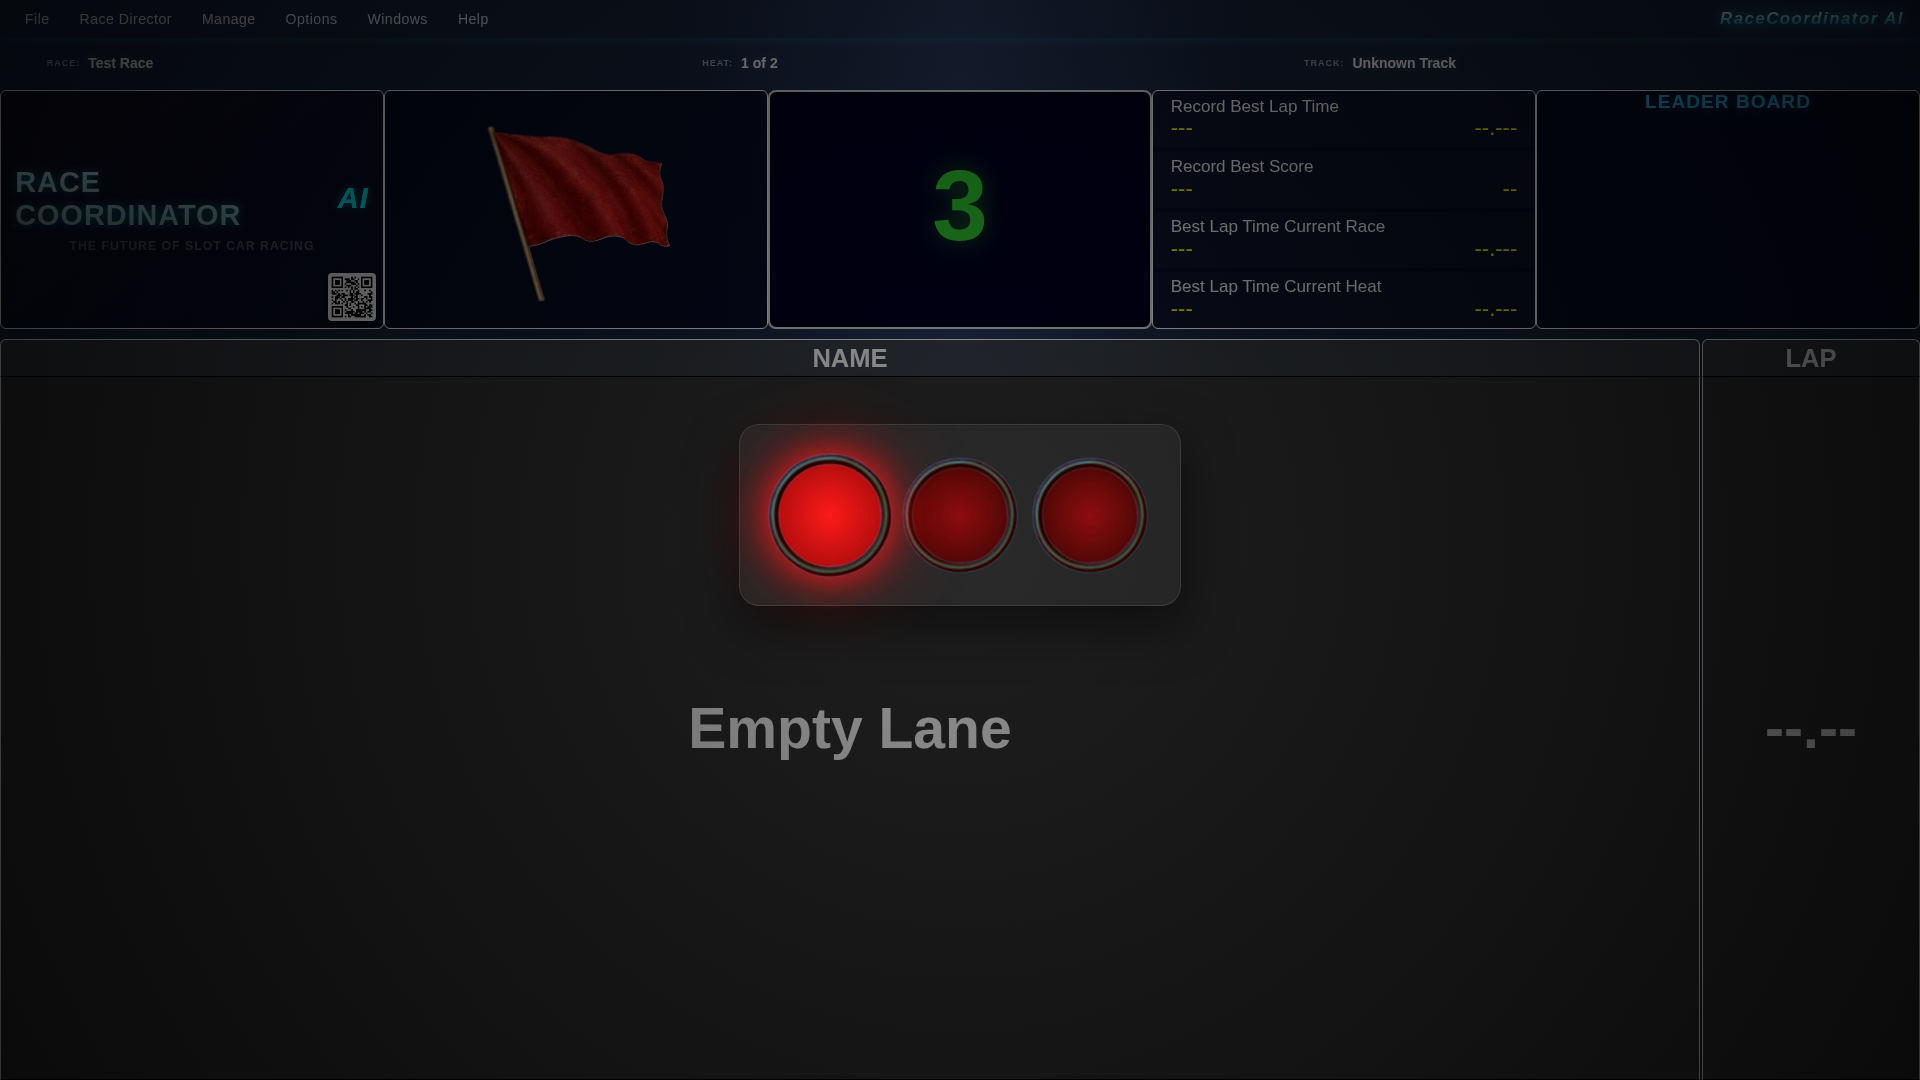 File Race Director Manage Options Windows Help RaceCoordinator AI
RACE: Test Race HEAT: 1 of 2 TRACK: Unknown Track
RACE COORDINATOR AI
THE FUTURE OF SLOT CAR RACING
3
Record Best Lap Time
--- --.---
Record Best Score
--- --
Best Lap Time Current Race
--- --.---
Best Lap Time Current Heat
--- --.---
LEADER BOARD
NAME LAP
Empty Lane --.--